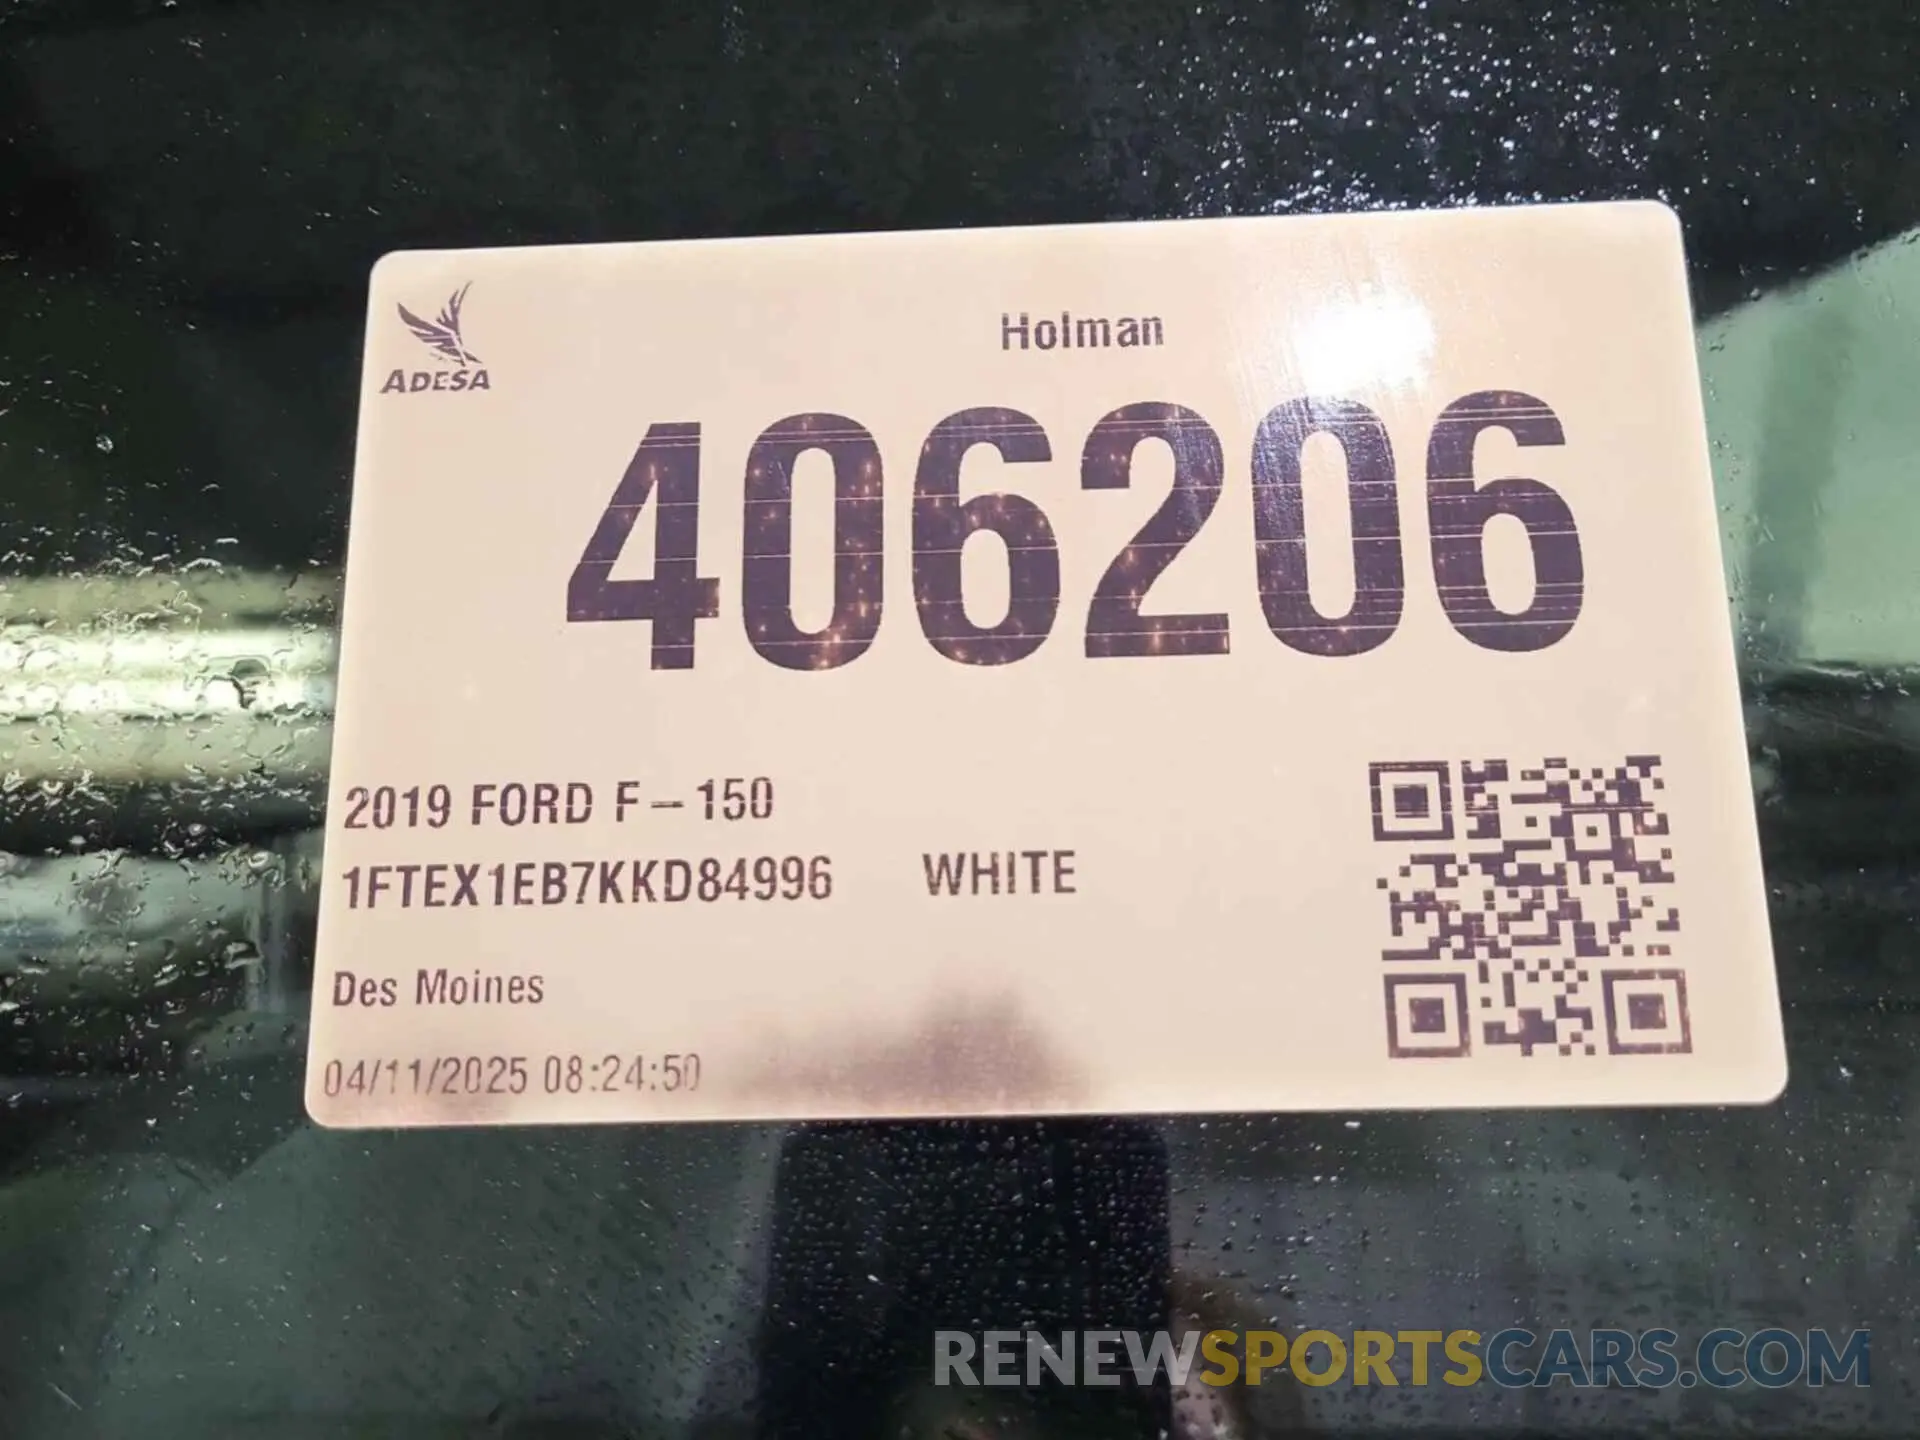 ADESA
Holman
406206
2019 FORD F-150
1FTEX1EB7KKD84996 WHITE
Des Moines
04/11/2025 08:24:50
RENEWSPORTSCARS.COM